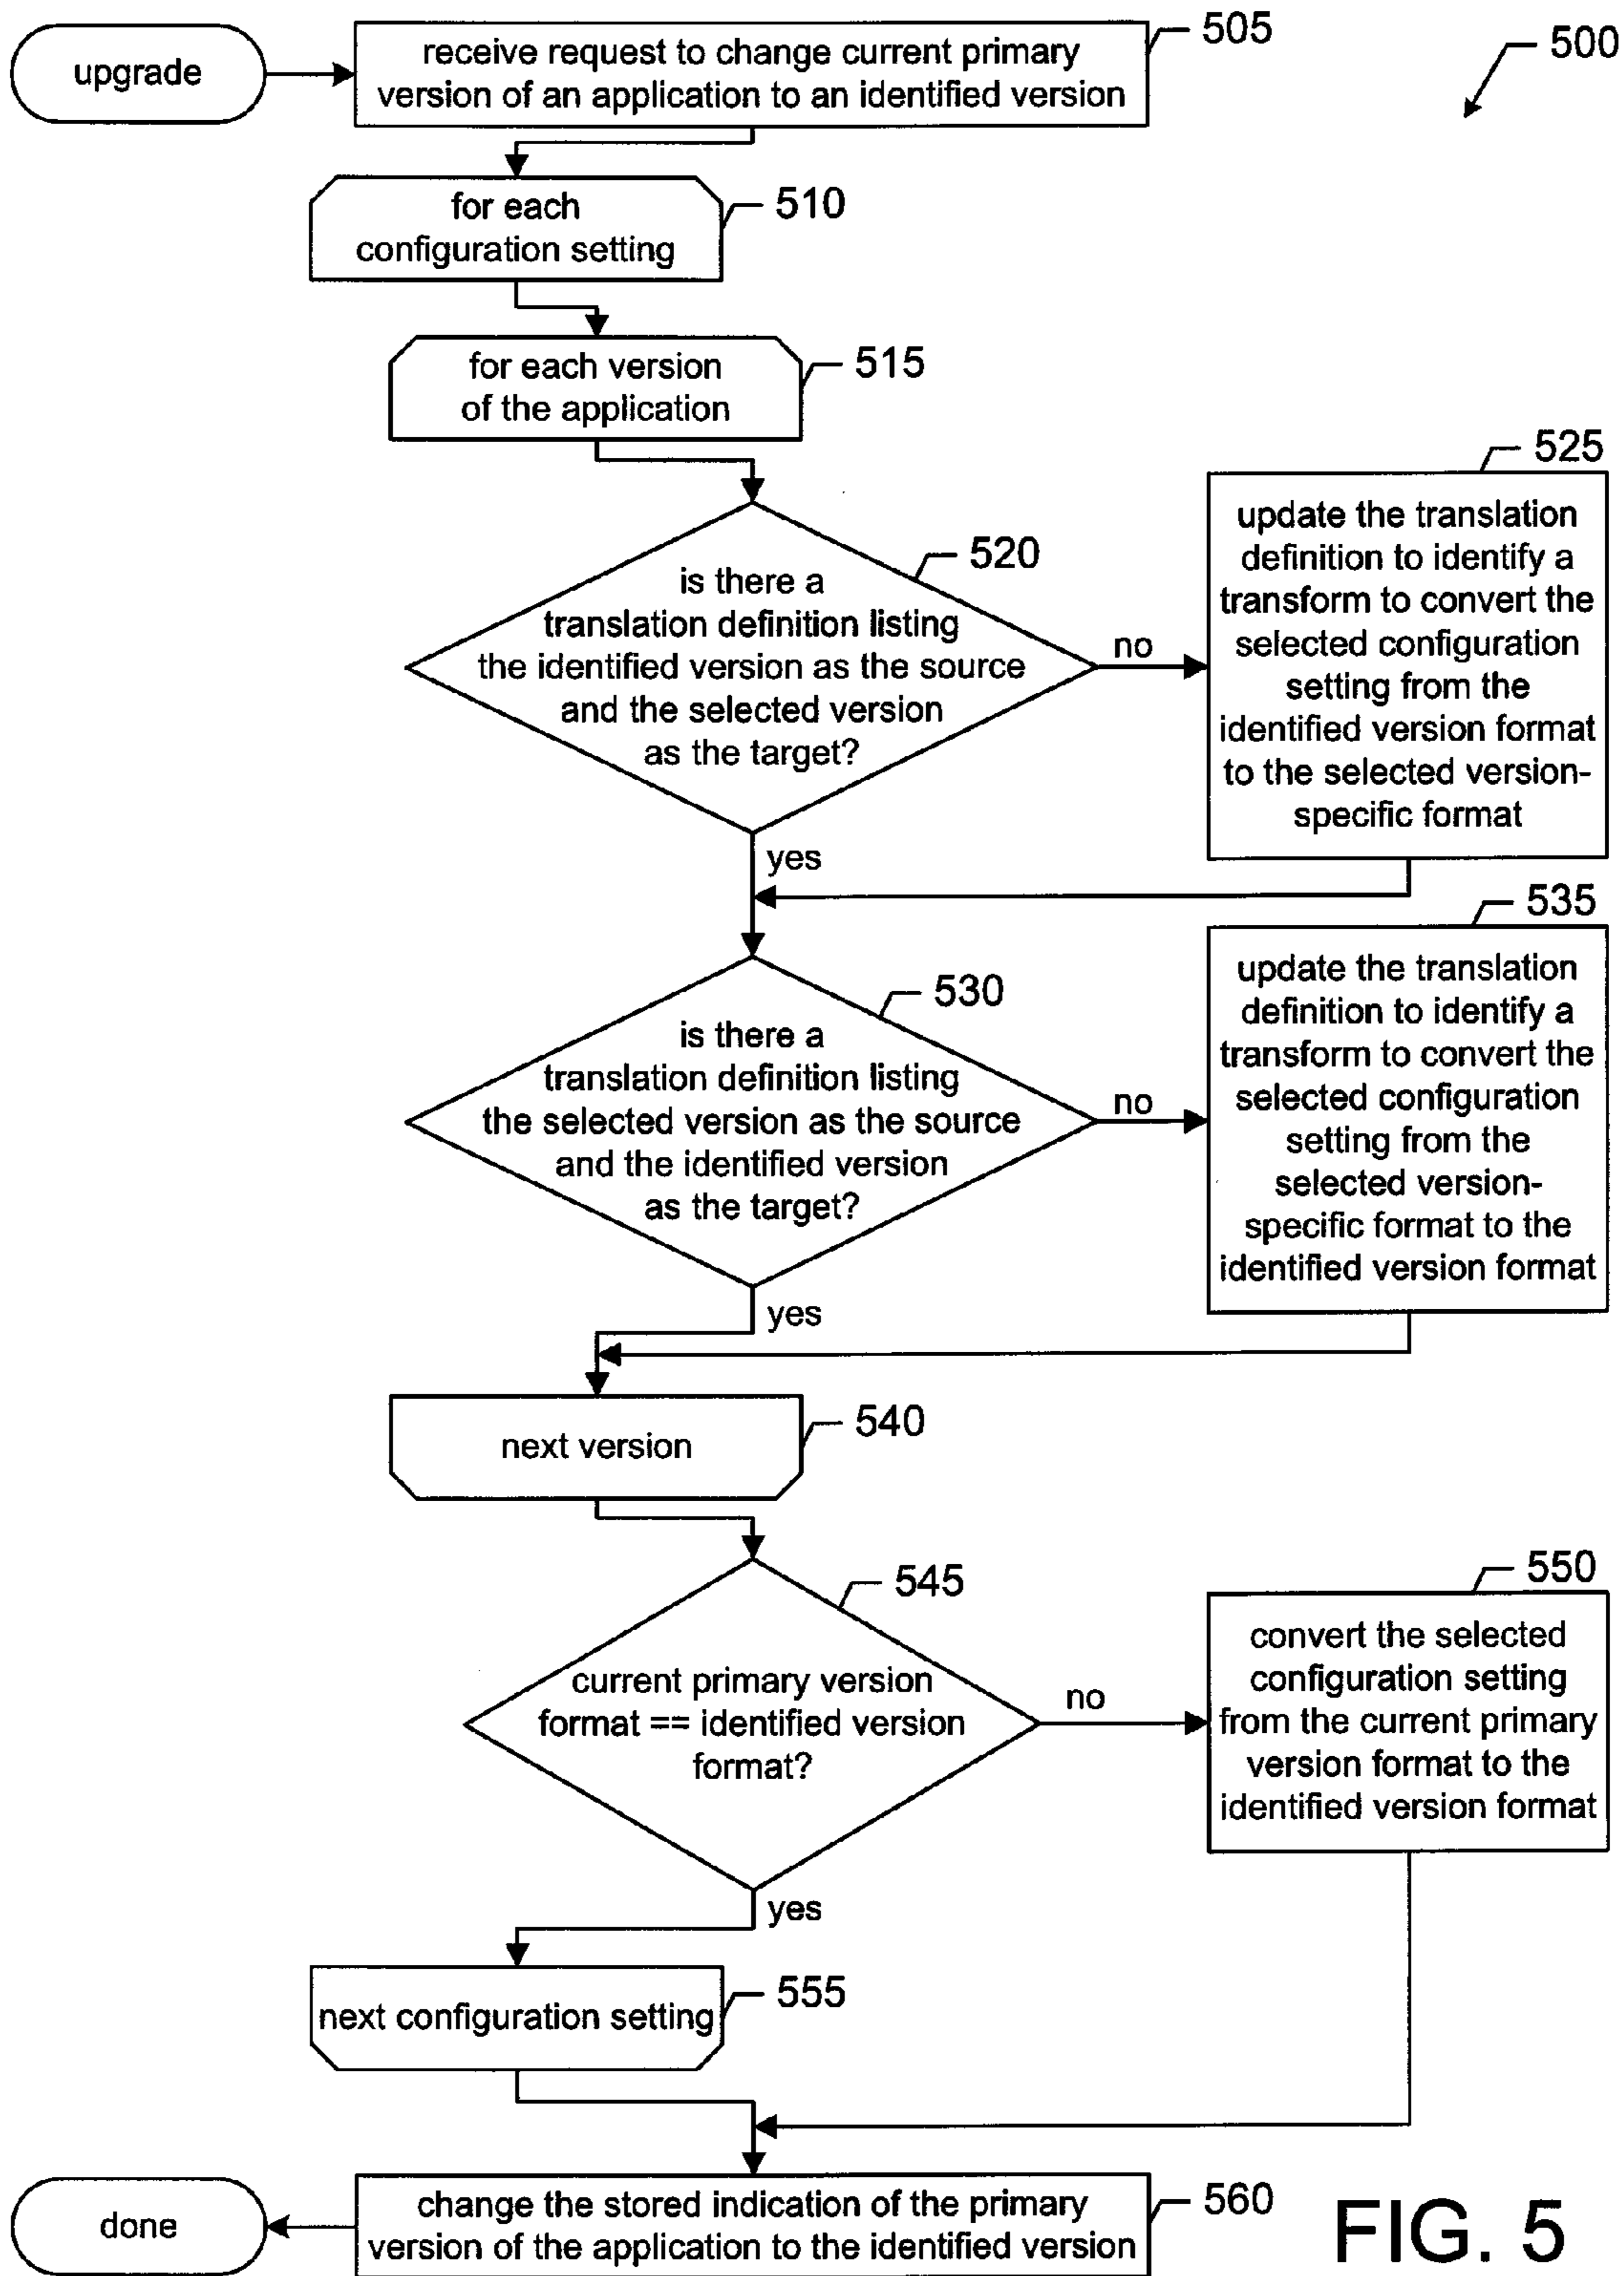 upgrade
receive request to change current primary
version of an application to an identified version
505
500
for each
configuration setting
510
for each version
of the application
515
is there a
translation definition listing
the identified version as the source
and the selected version
as the target?
520
no
yes
525
update the translation
definition to identify a
transform to convert the
selected configuration
setting from the
identified version format
to the selected version-
specific format
is there a
translation definition listing
the selected version as the source
and the identified version
as the target?
530
no
yes
535
update the translation
definition to identify a
transform to convert the
selected configuration
setting from the
selected version-
specific format to the
identified version format
next version
540
current primary version
format == identified version
format?
545
no
yes
550
convert the selected
configuration setting
from the current primary
version format to the
identified version format
next configuration setting
555
done
change the stored indication of the primary
version of the application to the identified version
560
FIG. 5